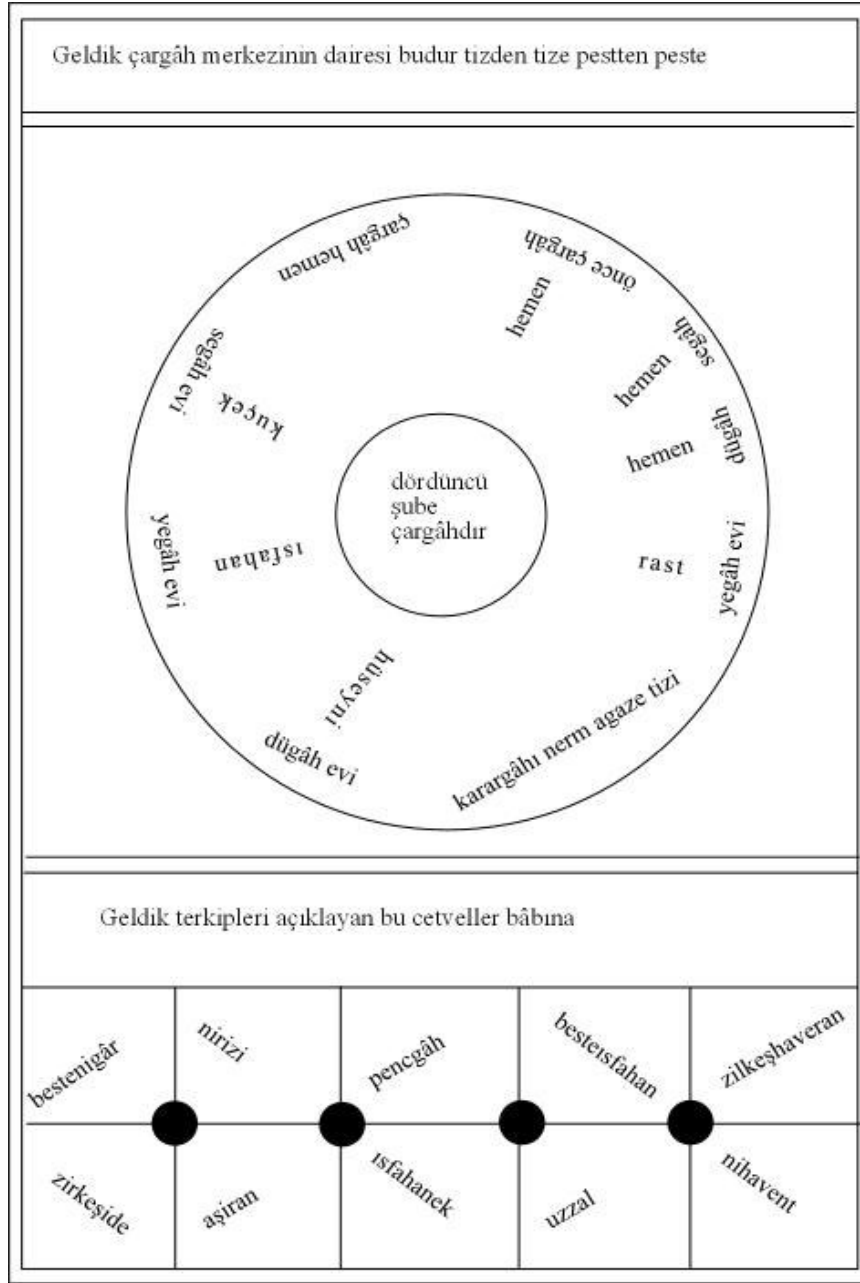 Geldik çargâh merkezinin dairesi budur tizden tize pestten peste
çargâh hemen
önce çargâh
hemen
segâh
hemen
dügâh
hemen
yegâh evi
rast
karargâhı nerm agaze tizi
dügâh evi
hüseyni
yegâh evi
ısfahan
segâh evi
kuçek
dördüncü
şube
çargâhdır
Geldik terkipleri açıklayan bu cetveller bâbına
bestenigâr
nirizi
pencgâh
besteısfahan
zilkeşhaveran
zirkeşide
aşiran
ısfahanek
uzzal
nihavent